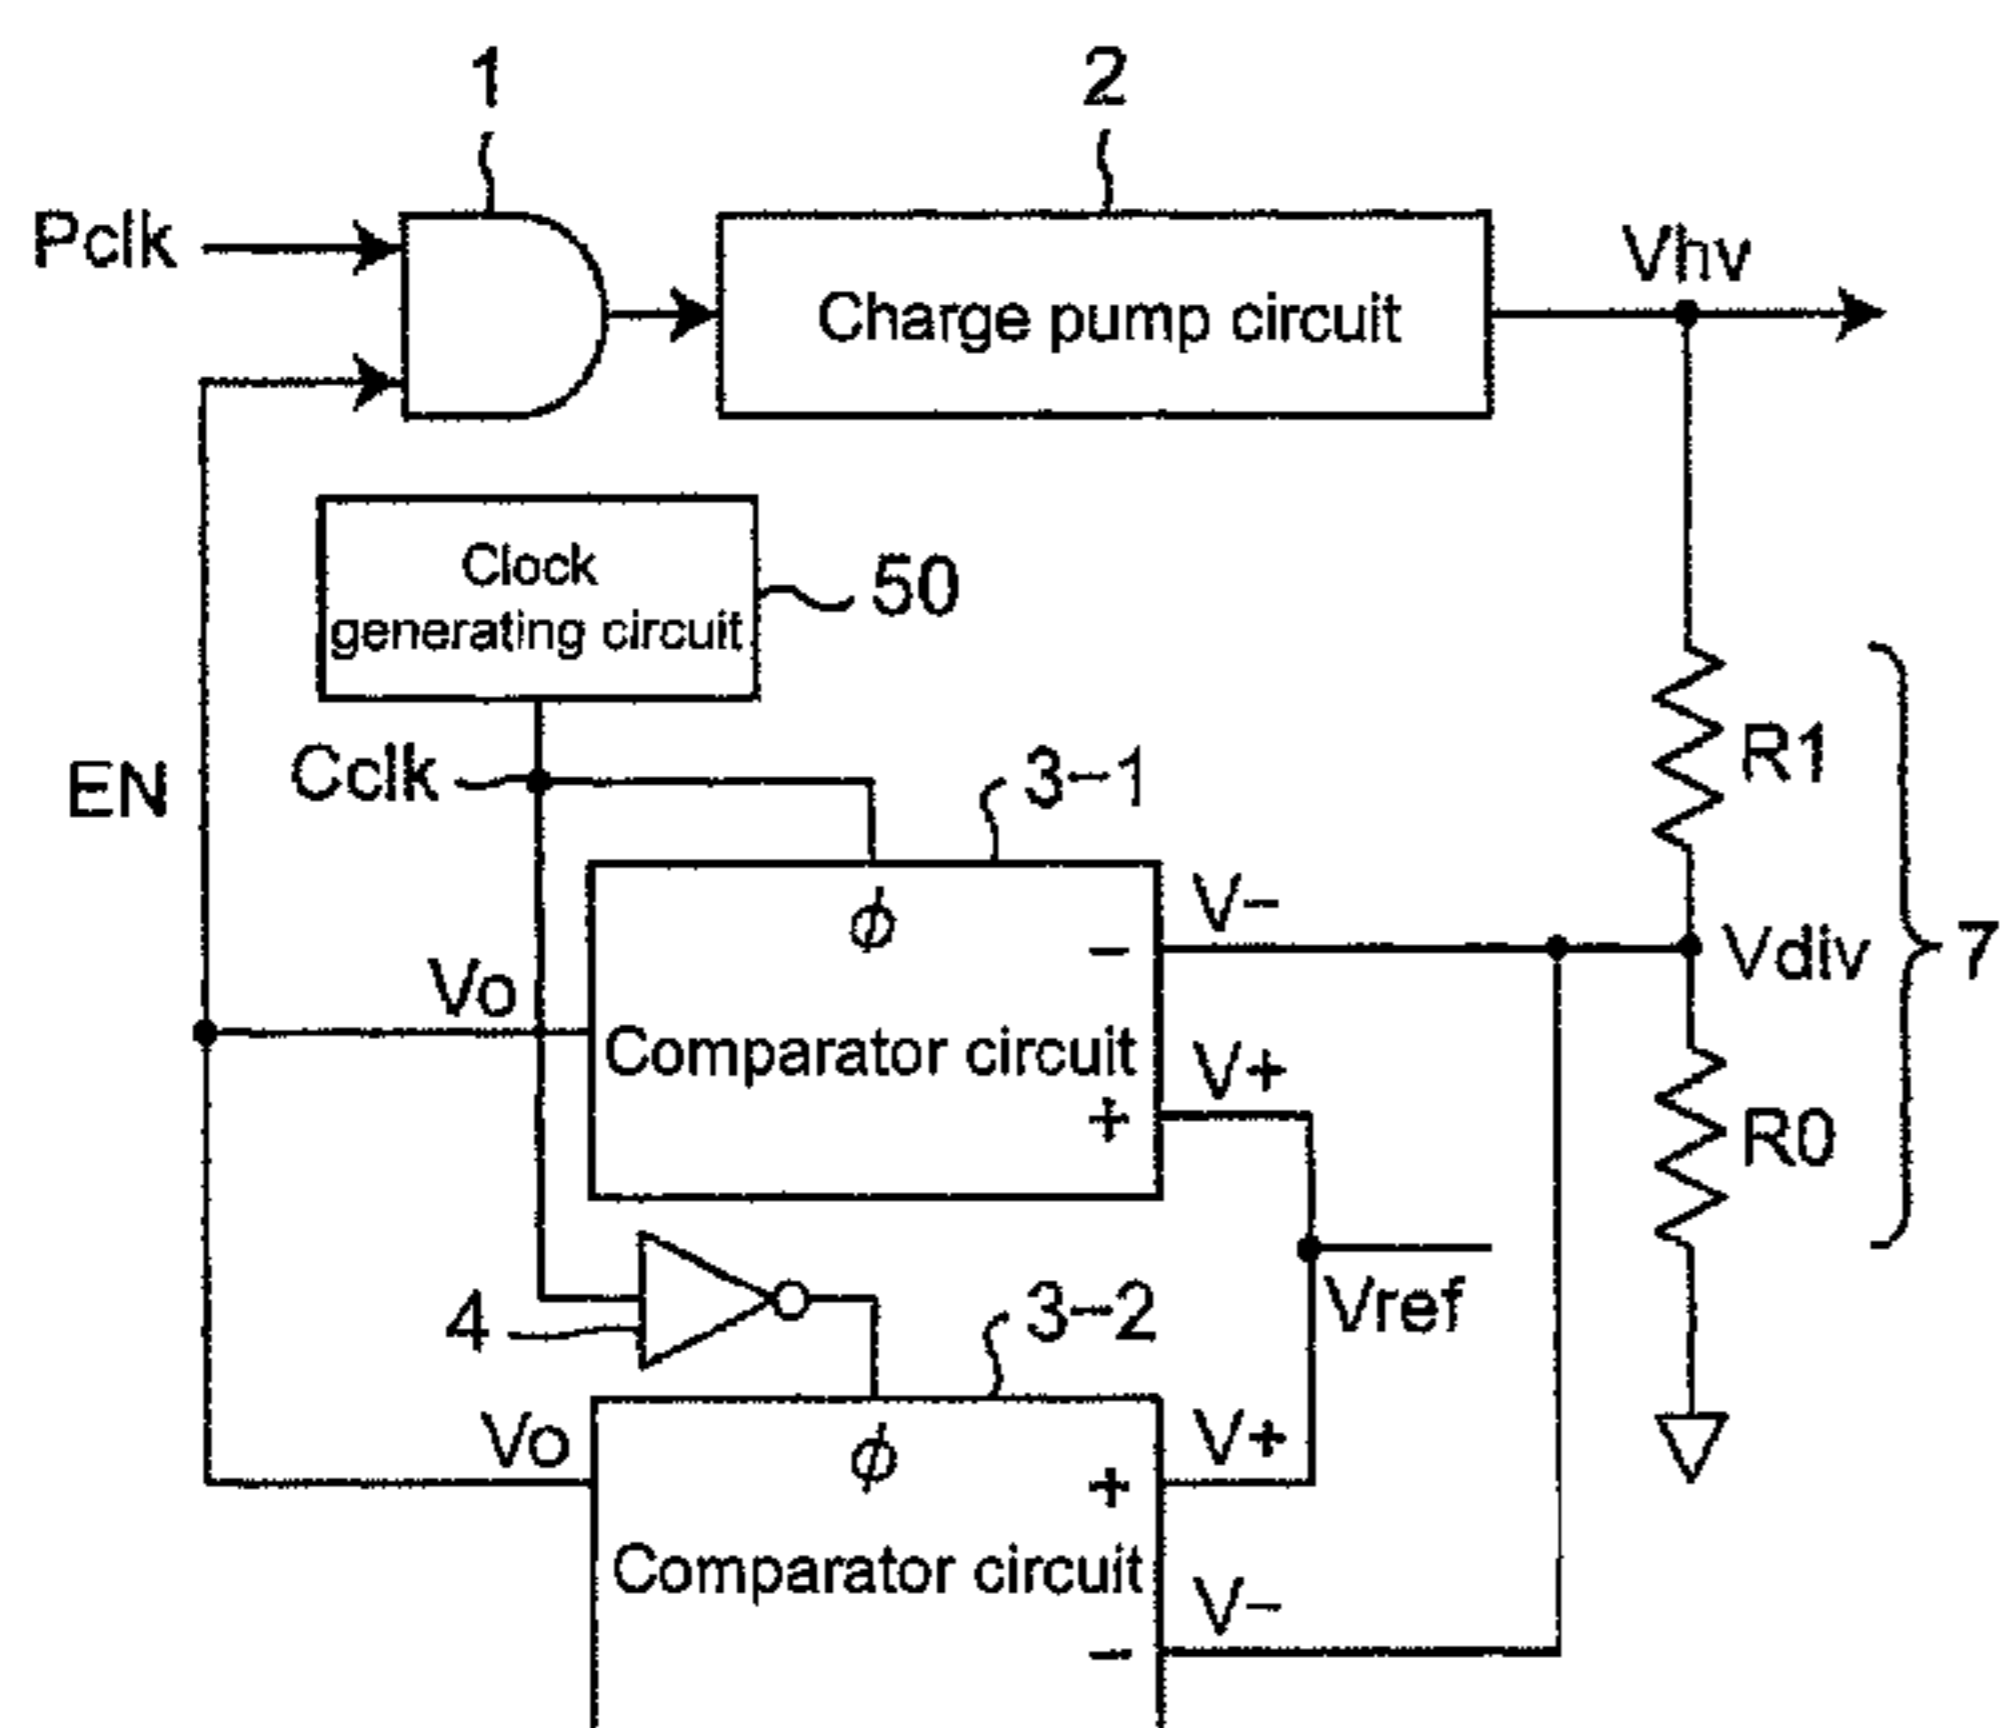 1
2
Pclk
Charge pump circuit
Vhv
Clock
generating circuit
50
EN
Cclk
3-1
R1
ϕ
V-
-
Vdiv
7
Vo
Comparator circuit
V+
+
R0
4
3-2
Vref
Vo
ϕ
V+
+
Comparator circuit
V-
-